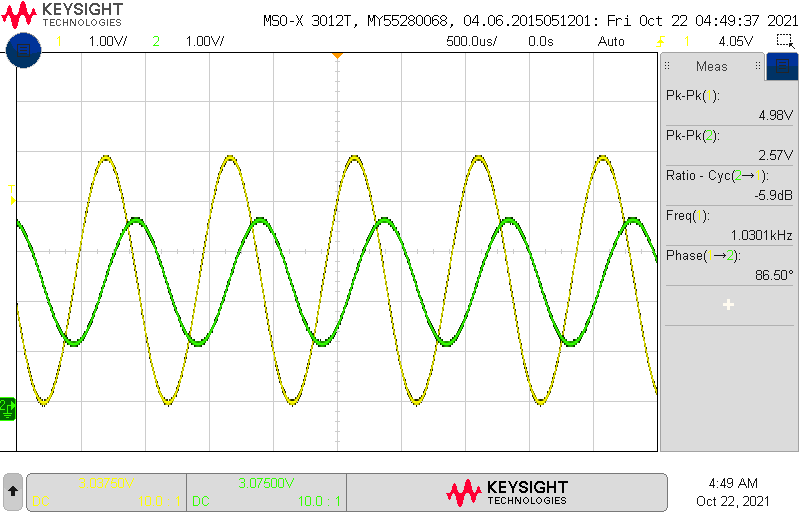 KEYSIGHT
TECHNOLOGIES
MSO-X 3012T, MY55280068, 04.06.2015051201: Fri Oct 22 04:49:37 2021
1 1.00V/ 2 1.00V/ 500.0us/ 0.0s Auto 1 4.05V
Meas
Pk-Pk( ):
4.98V
Pk-Pk(2):
2.57V
Ratio - Cyc(2→1):
-5.9dB
Freq( ):
1.0301kHz
Phase(1→2):
86.50°
T
2
3.03750V 3.07500V
DC 10.0 : 1
KEYSIGHT
TECHNOLOGIES
4:49 AM
Oct 22, 2021